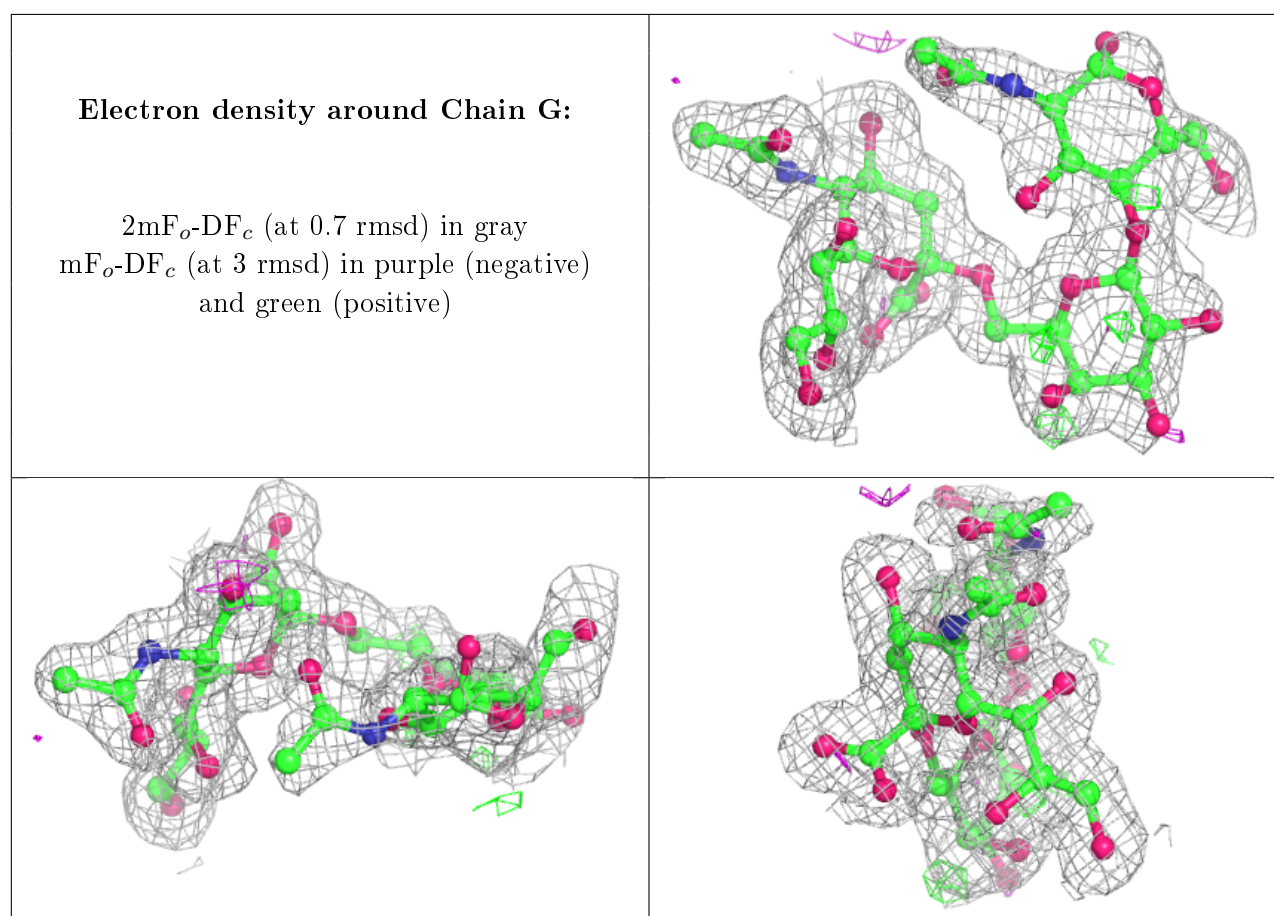 Electron density around Chain G:
2mFo-DFc (at 0.7 rmsd) in gray
mFo-DFc (at 3 rmsd) in purple (negative)
and green (positive)